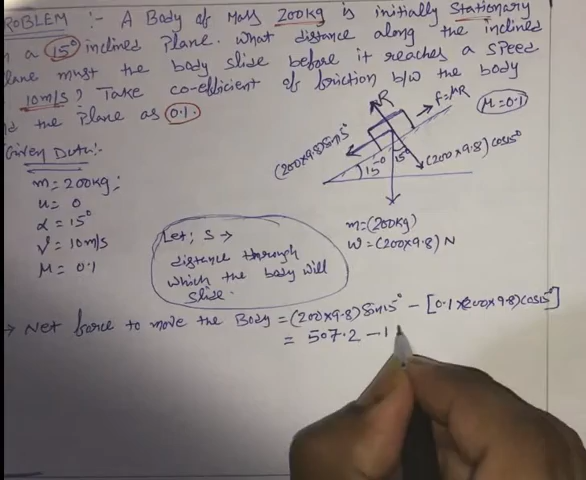 ROBLEM :- A Body of Mass 200kg is initially Stationary
n a 15° inclined Plane. What distance along the inclined
lane must the body slide before it reaches a speed
10m/s? Take co-efficient of friction b/w the body
d the Plane as 0.1.
Given Data:-
m = 200kg;
u = 0
α = 15°
V = 10m/s
μ = 0.1
R
F=μR
μ=0.1
(200×9.8)Sin15°
15°
15°
(200×9.8)cos15°
m=(200kg)
W=(200×9.8) N
Let; S →
distance through
which the body will
slide.
→ Net force to move the Body = (200×9.8)Sin15° - [0.1×200×9.8)cos15°]
= 507.2 - 1